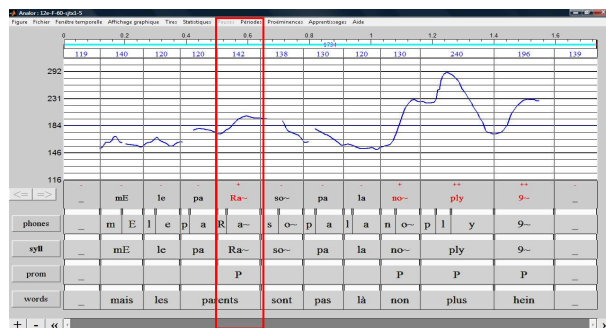 Analor : 12e-F-60-qtxl-5
Figure Fichier Fenêtre temporelle Affichage graphique Tires Statistiques Périodes Proéminences Apprentissages Aide
0 0.2 0.4 0.6 0.8 1 1.2 1.4 1.6
1731
119 140 120 120 142 138 130 120 130 240 196 139
292
231
184
146
116
- - - - + - - - + ++ ++ -
<= => _ mE le pa Ra~ so~ pa la no~ ply 9~ _
phones _ m E l e p a R a~ s o~ p a l a n o~ p l y 9~ _
syll _ mE le pa Ra~ so~ pa la no~ ply 9~ _
prom _ P P P P _
words _ mais les parents sont pas là non plus hein _
+ - «